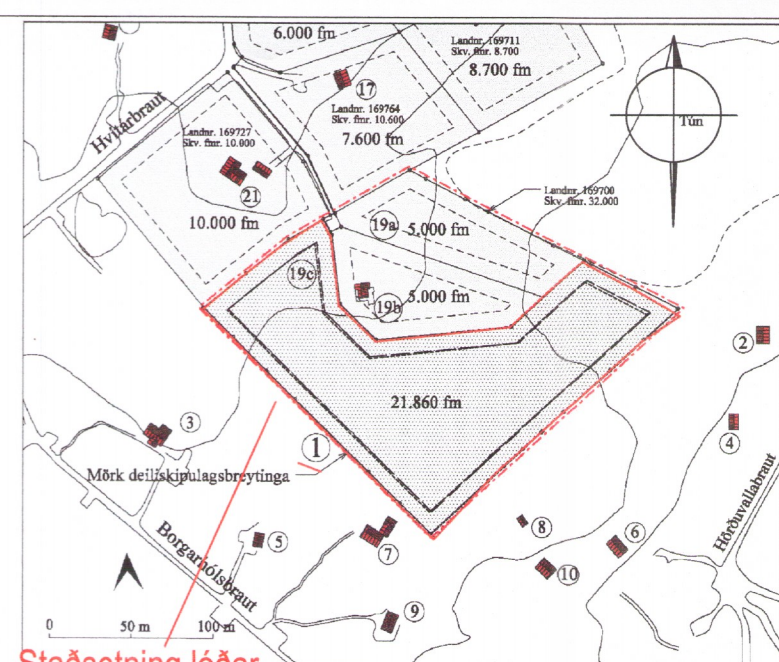 6.000 fm
Landnr. 169711
Skv. fmr. 8.700
8.700 fm
17
Landnr. 169764
Skv. fmr. 10.600
7.600 fm
Tún
Hvítárbraut
Landnr. 169727
Skv. fmr. 10.000
21
10.000 fm
Landnr. 169700
Skv. fmr. 32.000
19a
5.000 fm
19c
19b
5.000 fm
2
21.860 fm
3
4
1
Mörk deiliskipulagsbreytinga
Hörðuvallabraut
Borgarhólsbraut
5
7
8
6
10
9
0
50 m
100 m
Staðsetning lóðar